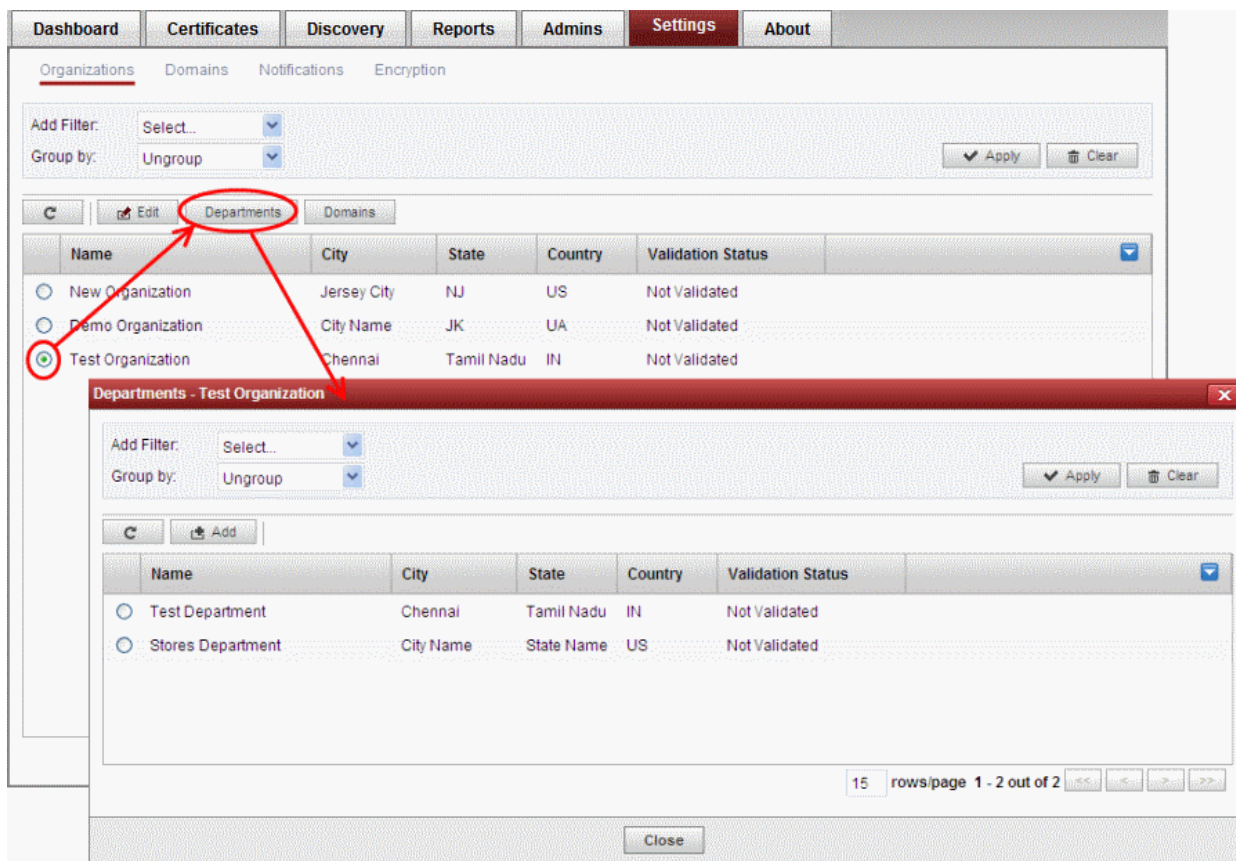 Dashboard Certificates Discovery Reports Admins Settings About
Organizations Domains Notifications Encryption
Add Filter: Select...
Group by: Ungroup Apply Clear
Edit Departments Domains
Name City State Country Validation Status
New Organization Jersey City NJ US Not Validated
Demo Organization City Name JK UA Not Validated
Test Organization Chennai Tamil Nadu IN Not Validated
Departments - Test Organization
Add Filter: Select...
Group by: Ungroup Apply Clear
Add
Name City State Country Validation Status
Test Department Chennai Tamil Nadu IN Not Validated
Stores Department City Name State Name US Not Validated
15 rows/page 1 - 2 out of 2 << < > >>
Close